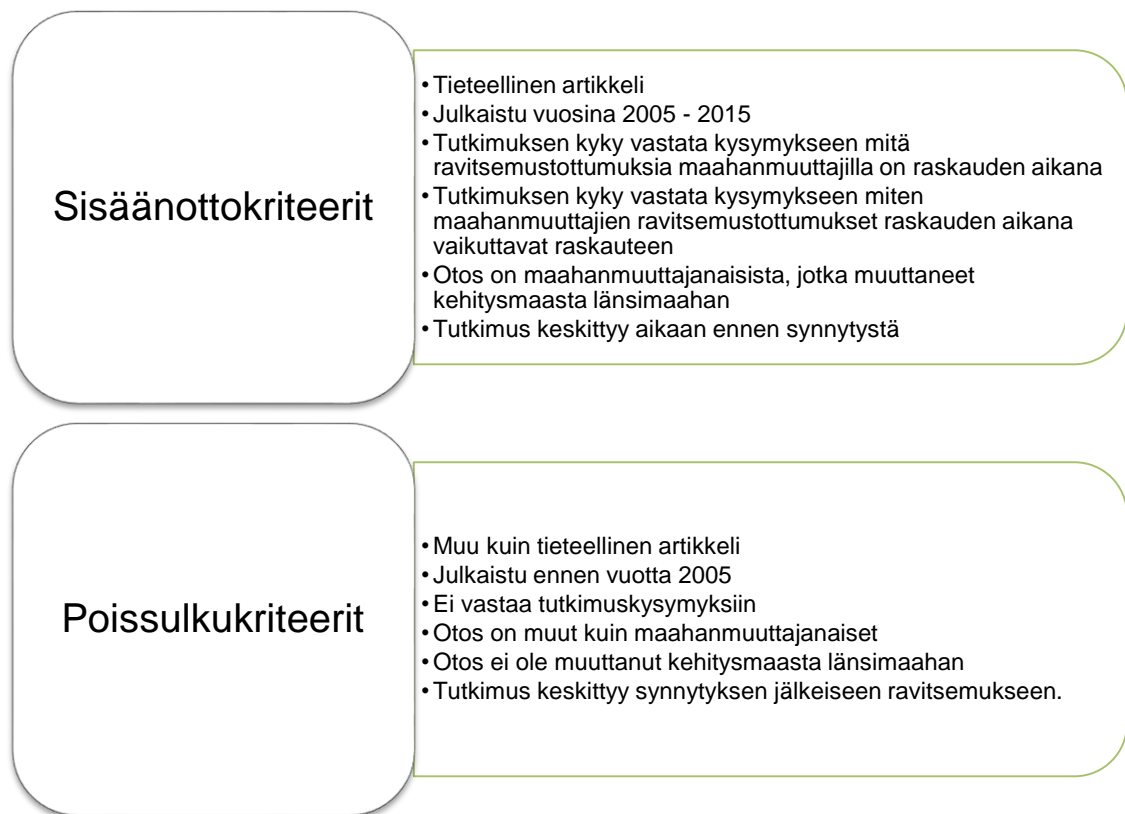 Sisäänottokriteerit
• Tieteellinen artikkeli
• Julkaistu vuosina 2005 - 2015
• Tutkimuksen kyky vastata kysymykseen mitä
ravitsemustottumuksia maahanmuuttajilla on raskauden aikana
• Tutkimuksen kyky vastata kysymykseen miten
maahanmuuttajien ravitsemustottumukset raskauden aikana
vaikuttavat raskauteen
• Otos on maahanmuuttajanaisista, jotka muuttaneet
kehitysmaasta länsimaahan
• Tutkimus keskittyy aikaan ennen synnytystä
Poissulkukriteerit
• Muu kuin tieteellinen artikkeli
• Julkaistu ennen vuotta 2005
• Ei vastaa tutkimuskysymyksiin
• Otos on muut kuin maahanmuuttajanaiset
• Otos ei ole muuttanut kehitysmaasta länsimaahan
• Tutkimus keskittyy synnytyksen jälkeiseen ravitsemukseen.